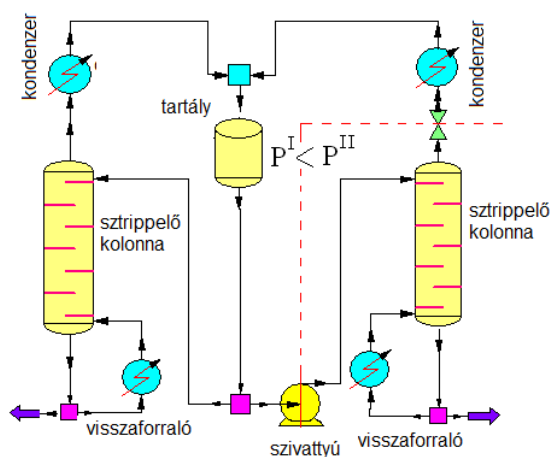 kondenzer
kondenzer
tartály
P^I < P^II
sztrippelő
kolonna
sztrippelő
kolonna
visszaforraló
szivattyú
visszaforraló